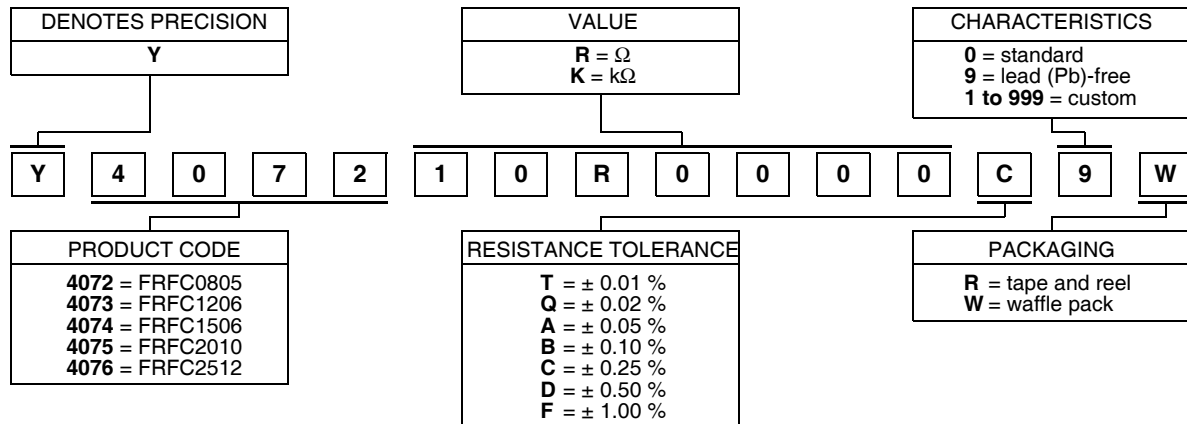 DENOTES PRECISION
Y
VALUE
R = Ω
K = kΩ
CHARACTERISTICS
0 = standard
9 = lead (Pb)-free
1 to 999 = custom
Y 4 0 7 2 1 0 R 0 0 0 0 C 9 W
PRODUCT CODE
4072 = FRFC0805
4073 = FRFC1206
4074 = FRFC1506
4075 = FRFC2010
4076 = FRFC2512
RESISTANCE TOLERANCE
T = ± 0.01 %
Q = ± 0.02 %
A = ± 0.05 %
B = ± 0.10 %
C = ± 0.25 %
D = ± 0.50 %
F = ± 1.00 %
PACKAGING
R = tape and reel
W = waffle pack